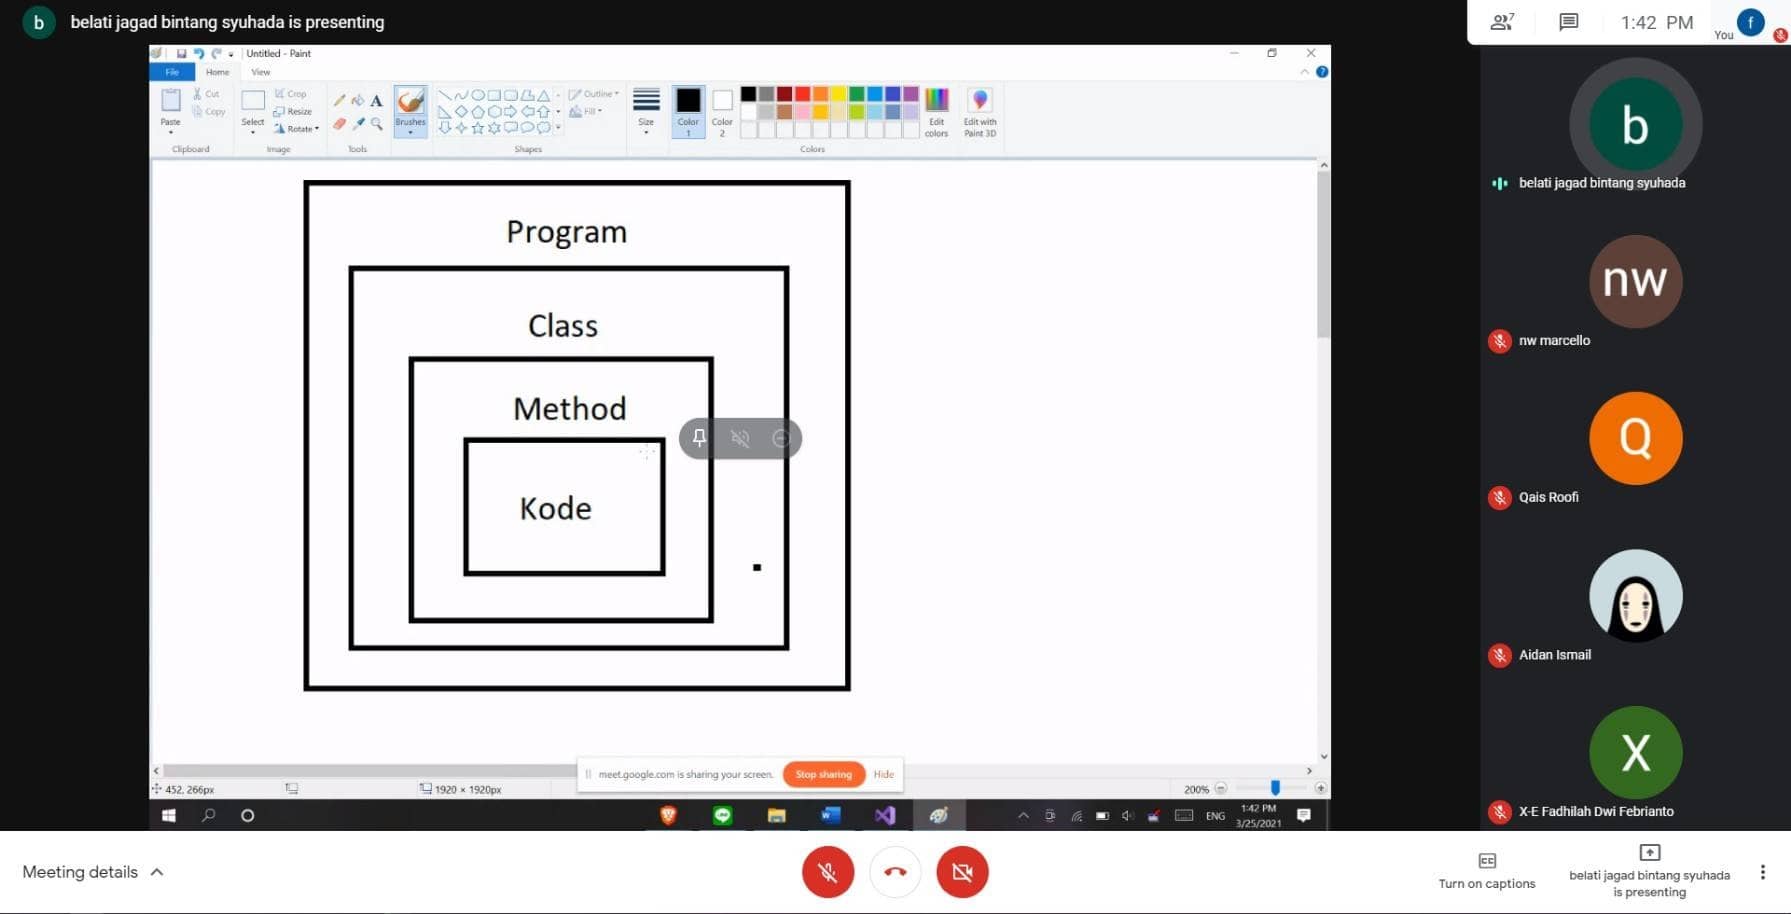 b belati jagad bintang syuhada is presenting
7 1:42 PM You f
Untitled - Paint
File Home View
Paste Cut Copy Clipboard
Select Crop Resize Rotate Image
A Tools
Brushes
Shapes Outline Fill
Size
Color 1 Color 2 Colors
Edit colors
Edit with Paint 3D
Program
Class
Method
Kode
b
belati jagad bintang syuhada
nw
nw marcello
Q
Qais Roofi
Aidan Ismail
X
X-E Fadhilah Dwi Febrianto
meet.google.com is sharing your screen. Stop sharing Hide
452, 266px 1920 × 1920px 200%
ENG 1:42 PM
3/25/2021
Meeting details
Turn on captions
belati jagad bintang syuhada
is presenting